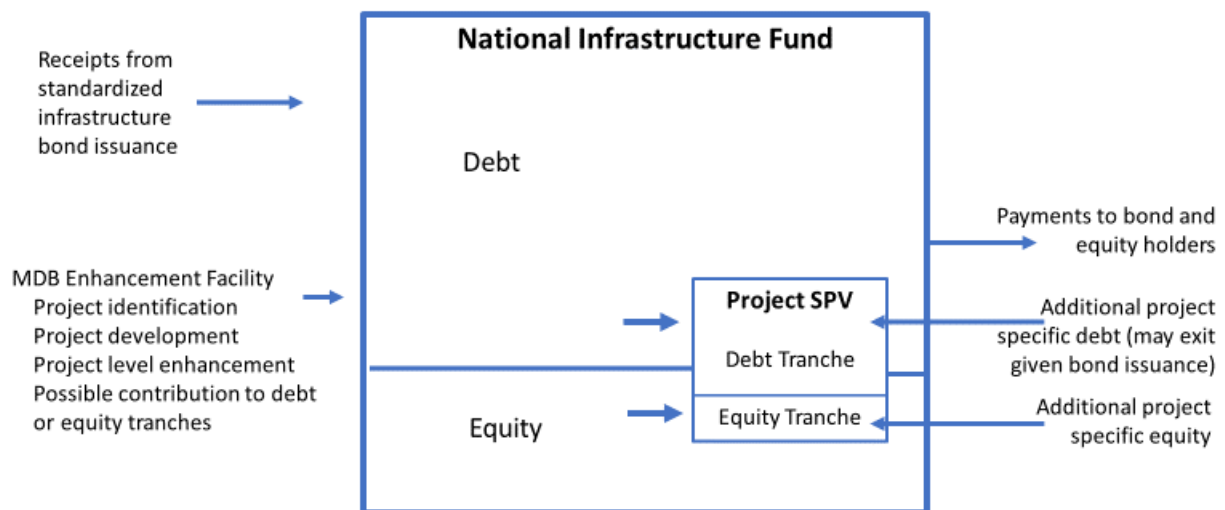 National Infrastructure Fund
Receipts from
standardized
infrastructure
bond issuance
Debt
Payments to bond and
equity holders
MDB Enhancement Facility
Project identification
Project development
Project level enhancement
Possible contribution to debt
or equity tranches
Project SPV
Debt Tranche
Additional project
specific debt (may exit
given bond issuance)
Equity
Equity Tranche
Additional project
specific equity